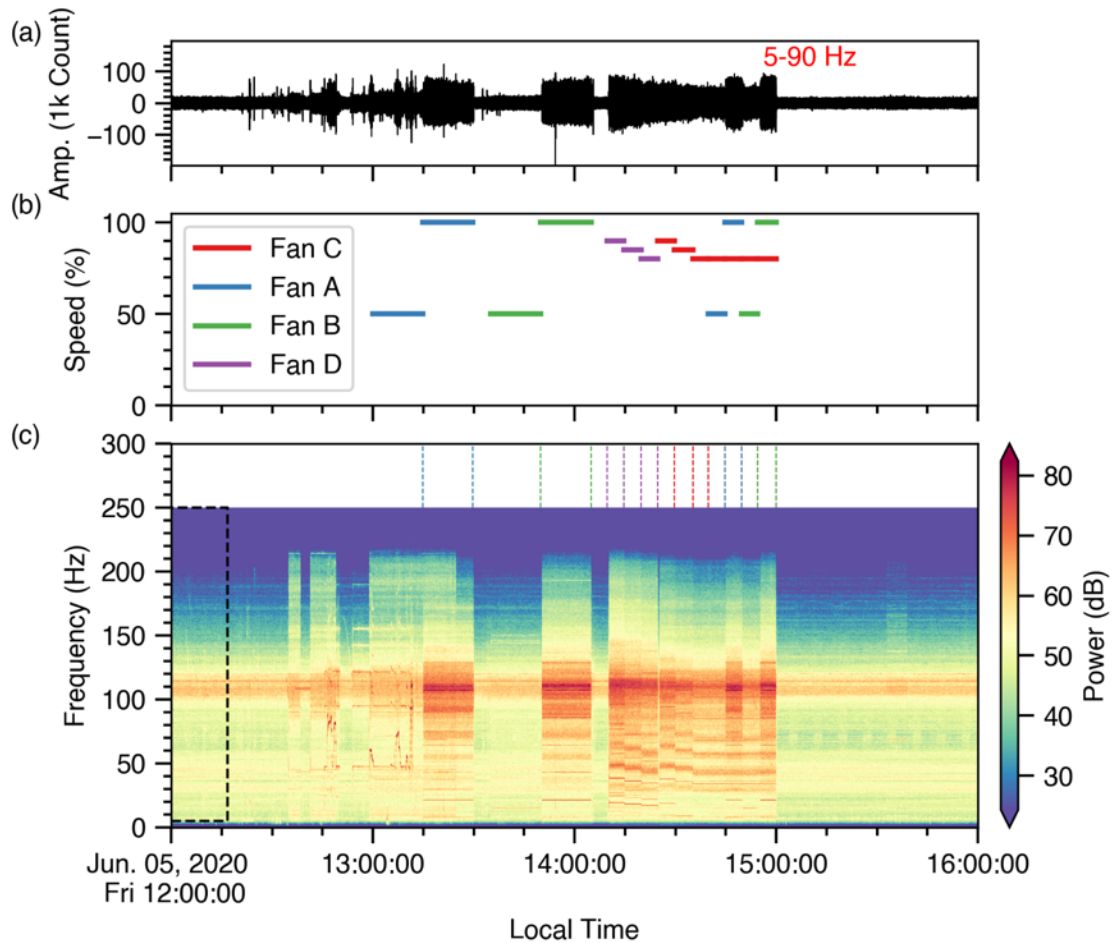 (a)
Amp. (1k Count)
100
0
−100
5-90 Hz
(b)
Speed (%)
100
50
0
Fan C
Fan A
Fan B
Fan D
(c)
Frequency (Hz)
300
250
200
150
100
50
0
Jun. 05, 2020
Fri 12:00:00
13:00:00
14:00:00
15:00:00
16:00:00
Local Time
80
70
60
50
40
30
Power (dB)